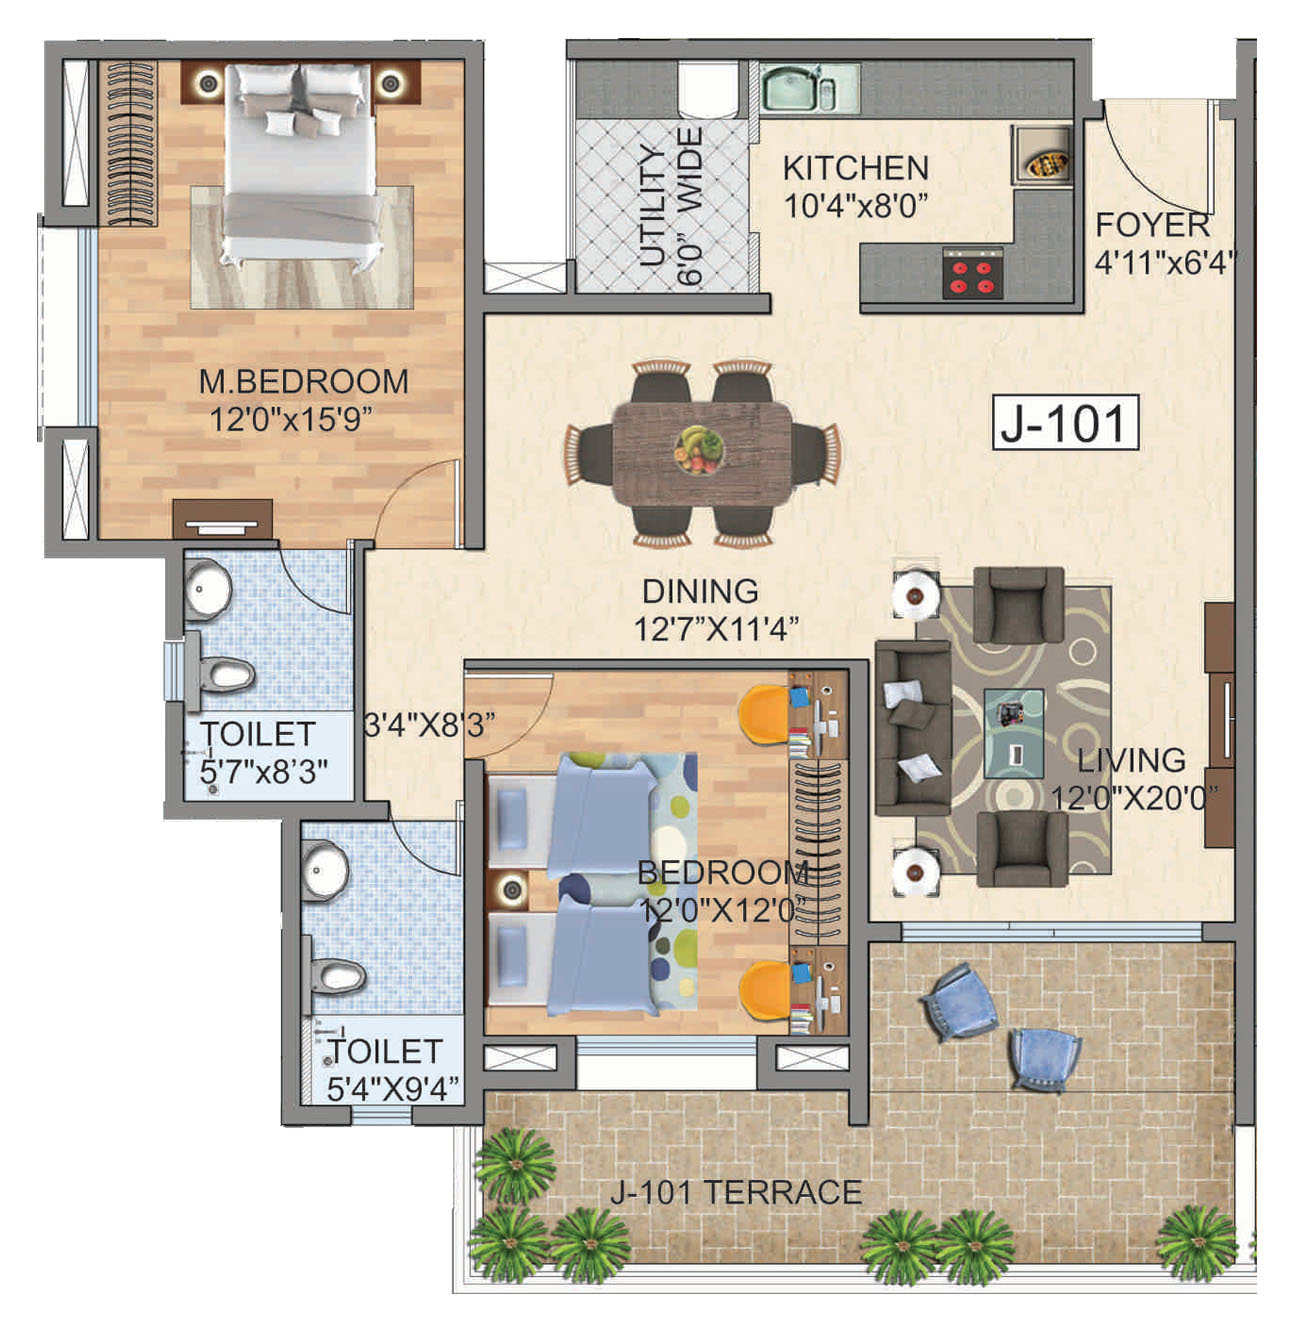 UTILITY
6'0” WIDE
KITCHEN
10'4"x8'0”
FOYER
4'11"x6'4"
M.BEDROOM
12'0"x15'9”
J-101
DINING
12'7”X11'4”
TOILET
5'7"x8’3"
3'4"X8'3”
LIVING
12'0"X20'0”
BEDROOM
12'0"X12'0”
TOILET
5'4"X9'4”
J-101 TERRACE